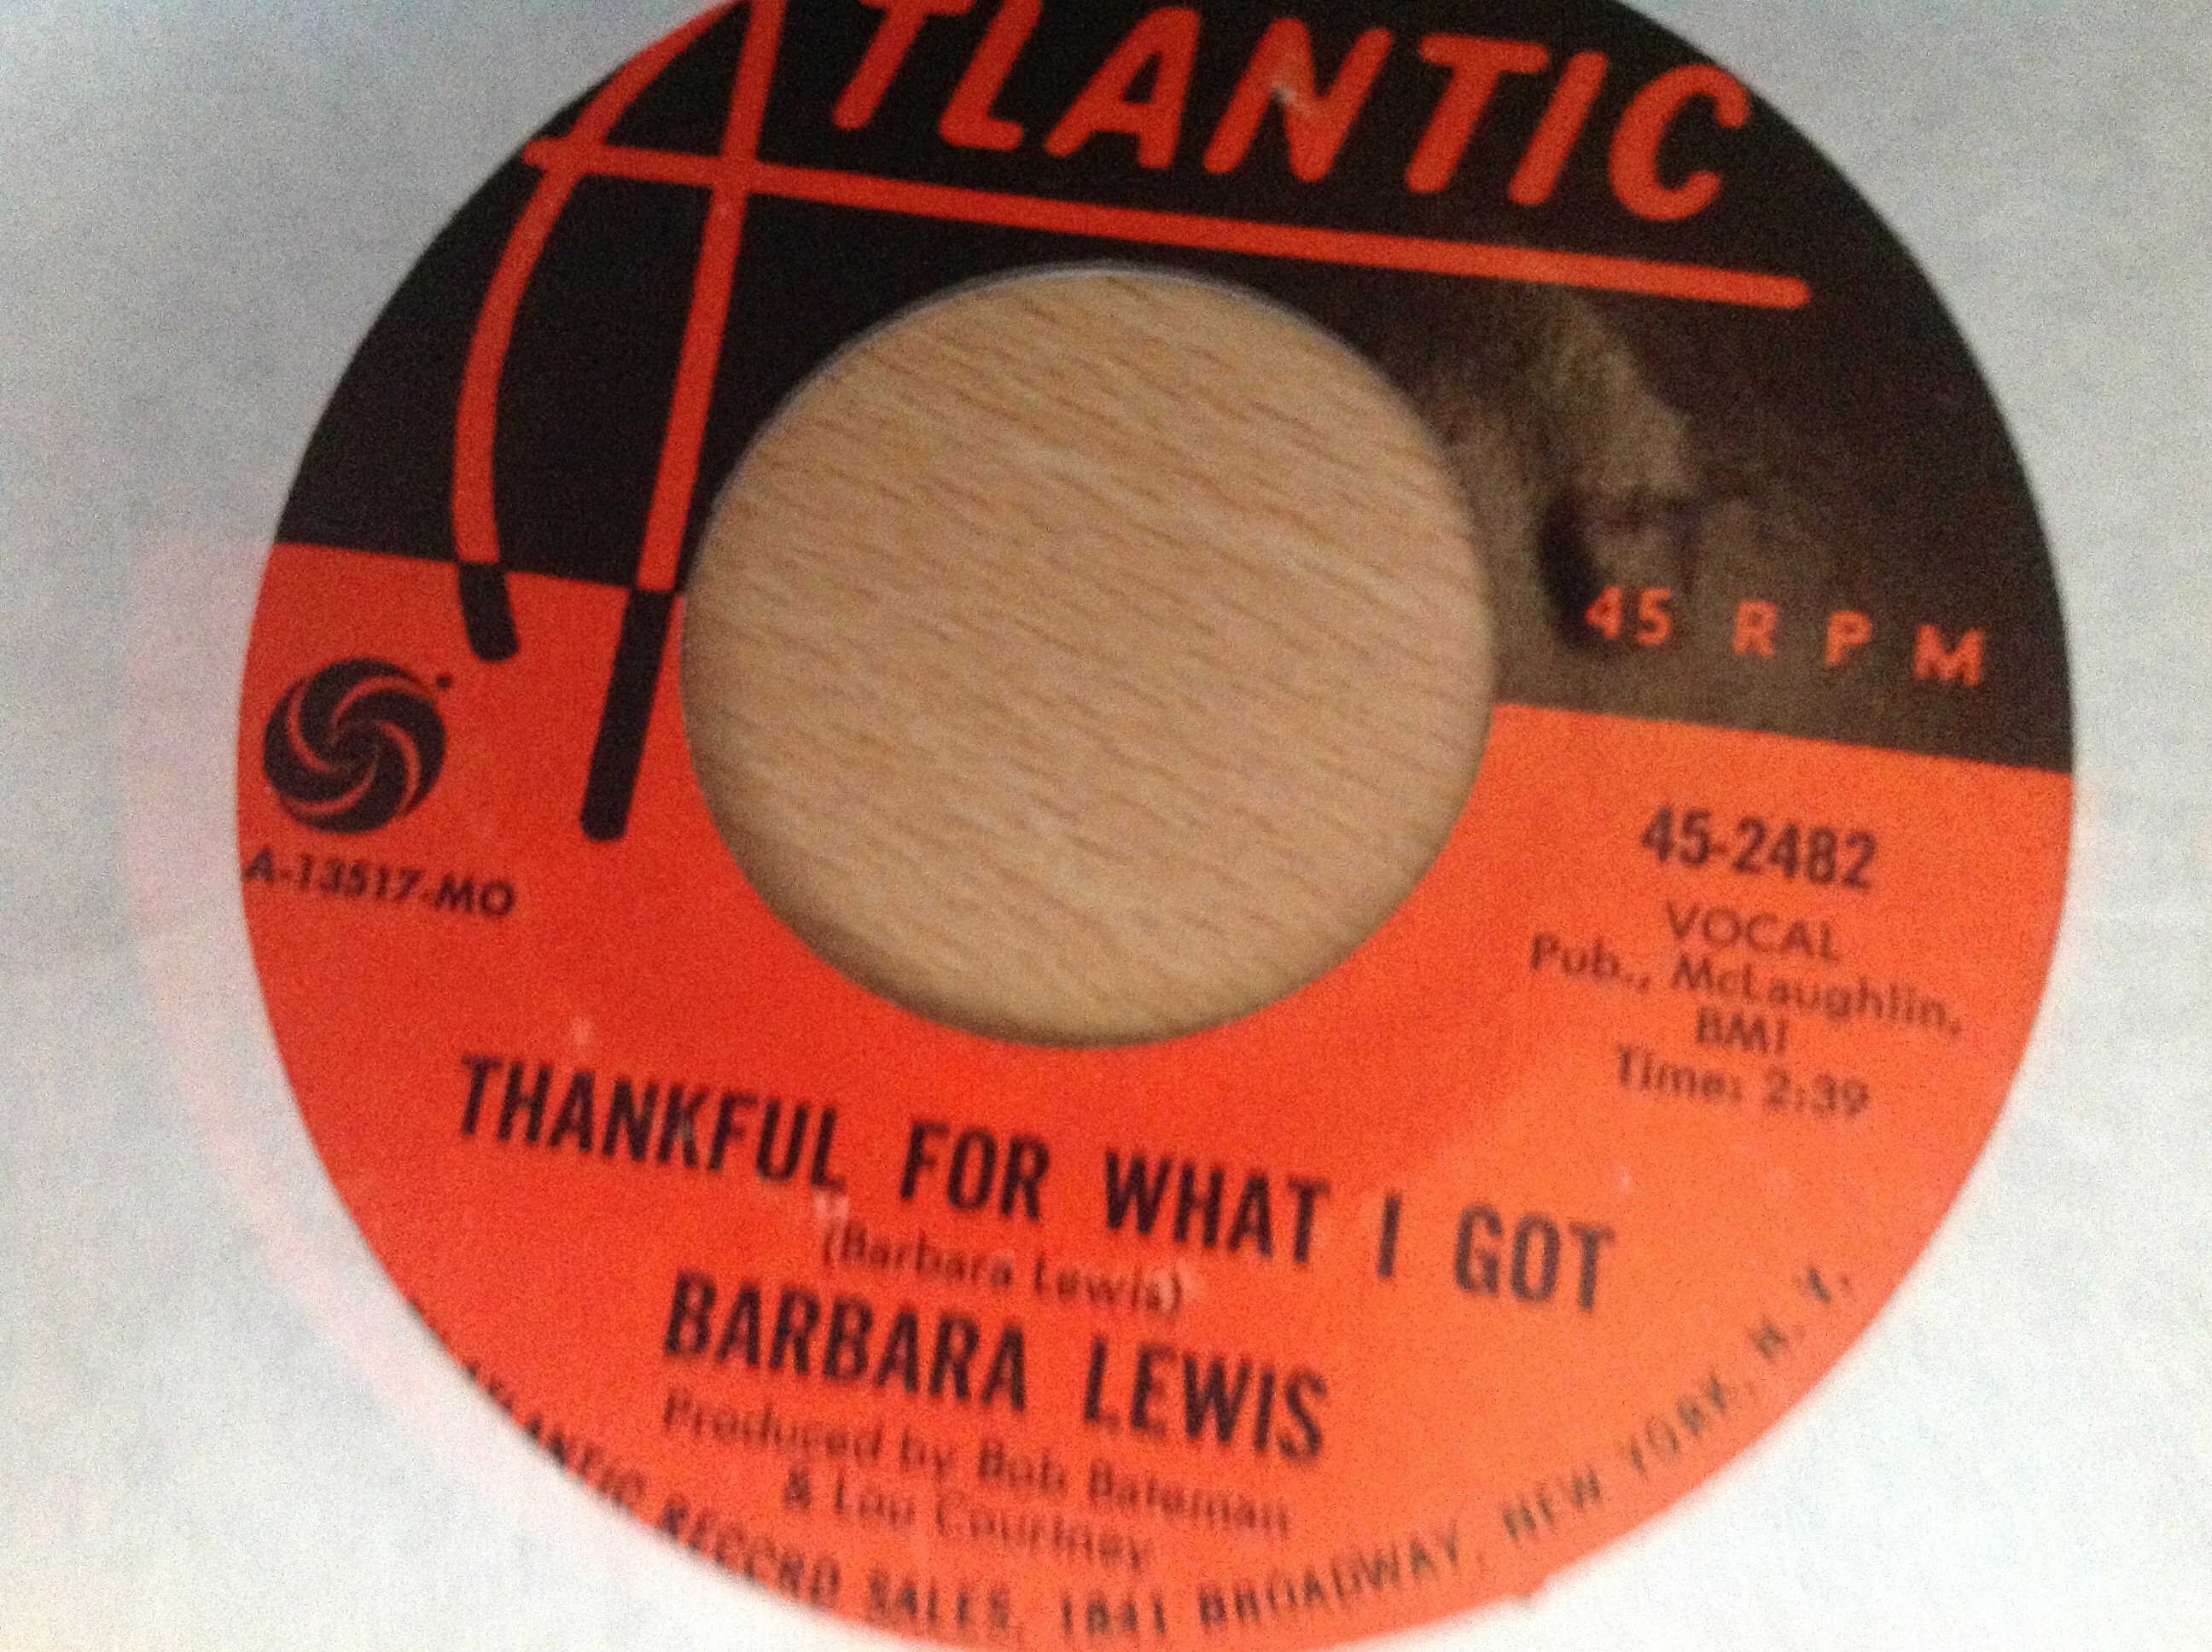 ATLANTIC
45 RPM
A-13517-MO
45-2482
VOCAL
Pub., McLaughlin,
BMI
Time: 2:39
THANKFUL FOR WHAT I GOT
(Barbara Lewis)
BARBARA LEWIS
Produced by Bob Bateman
& Lou Courtney
ATLANTIC RECORD SALES, 1841 BROADWAY, NEW YORK, N. Y.